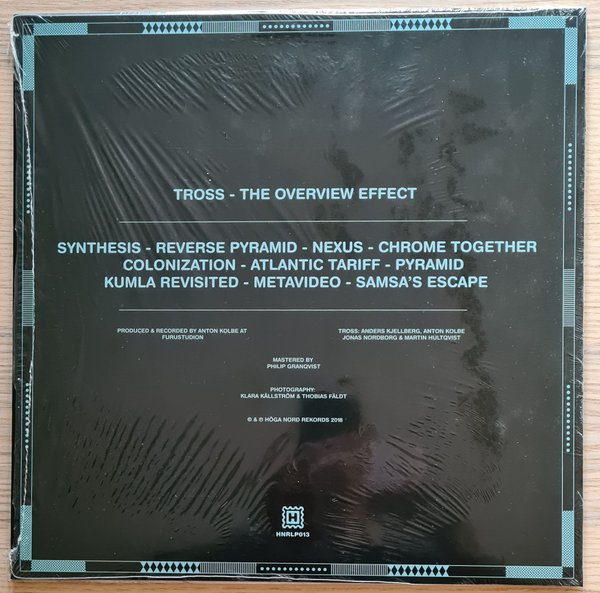 TROSS - THE OVERVIEW EFFECT
SYNTHESIS - REVERSE PYRAMID - NEXUS - CHROME TOGETHER
COLONIZATION - ATLANTIC TARIFF - PYRAMID
KUMLA REVISITED - METAVIDEO - SAMSA'S ESCAPE
PRODUCED & RECORDED BY ANTON KOLBE AT
FURUSTUDION
TROSS: ANDERS KJELLBERG, ANTON KOLBE
JONAS NORDBORG & MARTIN HULTQVIST
MASTERED BY
PHILIP GRANQVIST
PHOTOGRAPHY:
KLARA KÄLLSTRÖM & THOBIAS FÄLDT
© & ℗ HÖGA NORD REKORDS 2018
H
HNRLP013